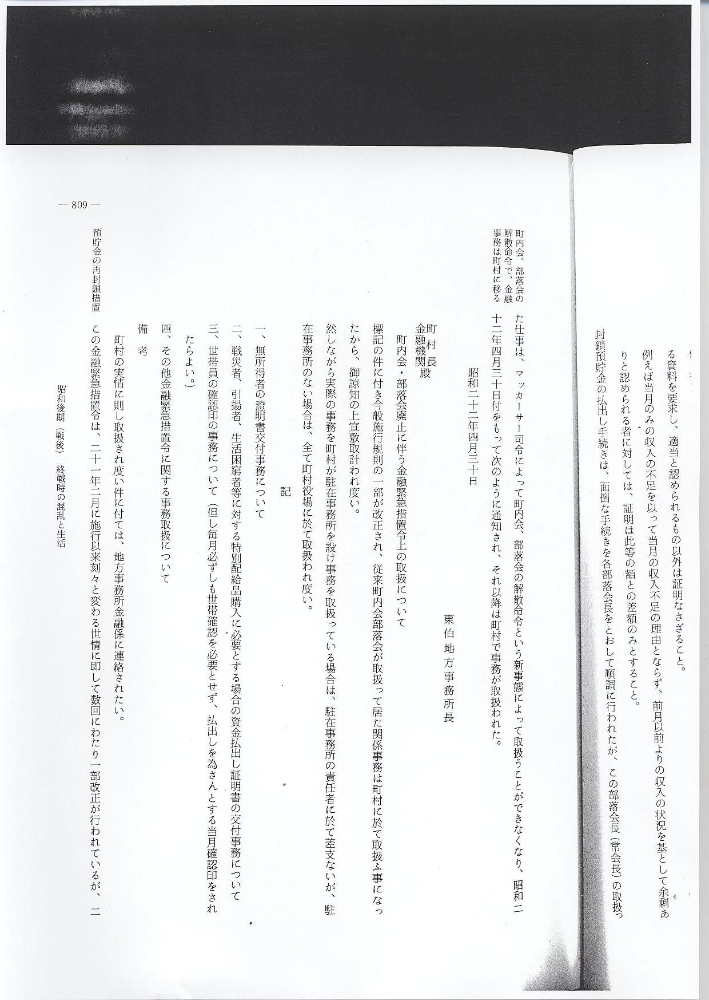 る資料を要求し、適当と認められるもの以外は証明なさざること。
例えば当月のみの収入の不足を以って当月の収入不足の理由とならず、前月以前よりの収入の状況を基として余剰あ
りと認められる者に対しては、証明は此等の額との差額のみとすること。
封鎖預貯金の払出し手続きは、面倒な手続きを各部落会長をとおして順調に行われたが、この部落会長（常会長）の取扱っ
町内会、部落会の
解散命令で、金融
事務は町村に移る
た仕事は、マッカーサー司令によって町内会、部落会の解散命令という新事態によって取扱うことができなくなり、昭和二
十二年四月三十日付をもって次のように通知され、それ以降は町村で事務が取扱われた。
昭和二十二年四月三十日
東伯地方事務所長
町村長
金融機関殿
町内会・部落会廃止に伴う金融緊急措置令上の取扱について
標記の件に付き今般施行規則の一部が改正され、従来町内会部落会が取扱って居た関係事務は町村に於て取扱ふ事になっ
たから、御諒知の上宣敷取計われ度い。
然しながら実際の事務を町村が駐在事務所を設け事務を取扱っている場合は、駐在事務所の責任者に於て差支ないが、駐
在事務所のない場合は、全て町村役場に於て取扱われ度い。
記
一、無所得者の證明書交付事務について
二、戦災者、引揚者、生活困窮者等に対する特別配給品購入に必要とする場合の資金払出し証明書の交付事務について
三、世帯員の確認印の事務について（但し毎月必ずしも世帯確認を必要とせず、払出しを為さんとする当月確認印をされ
たらよい。）
四、その他金融緊急措置令に関する事務取扱について
備考
町村の実情に則し取扱され度い件に付ては、地方事務所金融係に連絡されたい。
預貯金の再封鎖措置
この金融緊急措置令は、二十一年二月に施行以来刻々と変わる世情に即して数回にわたり一部改正が行われているが、二
昭和後期（戦後）　終戦時の混乱と生活
— 809 —